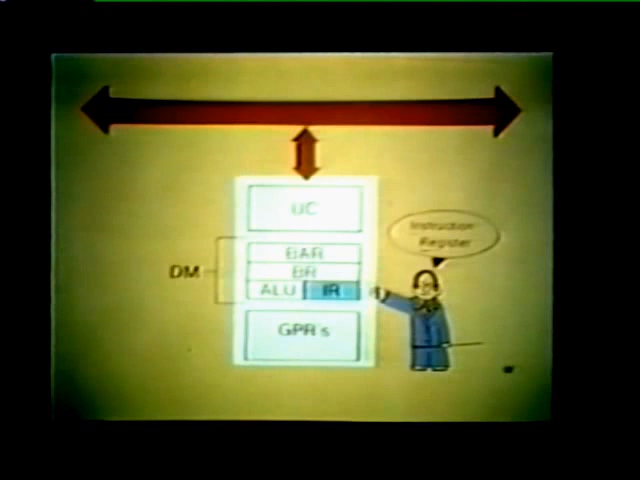 UC
BAR
DM
BR
ALU
IR
GPR's
Instruction
Register